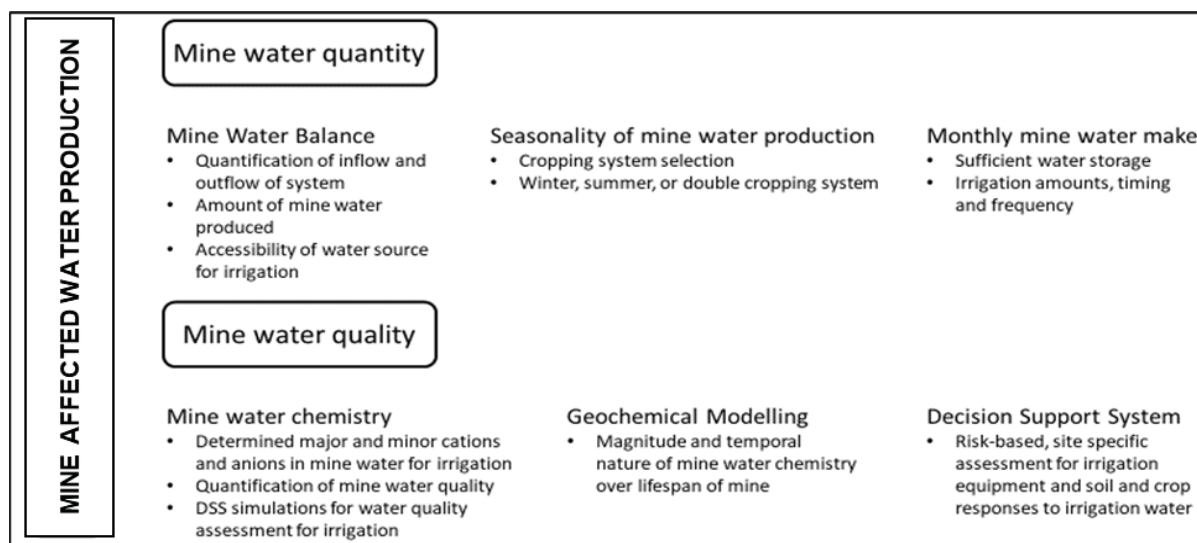 MINE AFFECTED WATER PRODUCTION
Mine water quantity
Mine Water Balance
• Quantification of inflow and
outflow of system
• Amount of mine water
produced
• Accessibility of water source
for irrigation
Seasonality of mine water production
• Cropping system selection
• Winter, summer, or double cropping system
Monthly mine water make
• Sufficient water storage
• Irrigation amounts, timing
and frequency
Mine water quality
Mine water chemistry
• Determined major and minor cations
and anions in mine water for irrigation
• Quantification of mine water quality
• DSS simulations for water quality
assessment for irrigation
Geochemical Modelling
• Magnitude and temporal
nature of mine water chemistry
over lifespan of mine
Decision Support System
• Risk-based, site specific
assessment for irrigation
equipment and soil and crop
responses to irrigation water